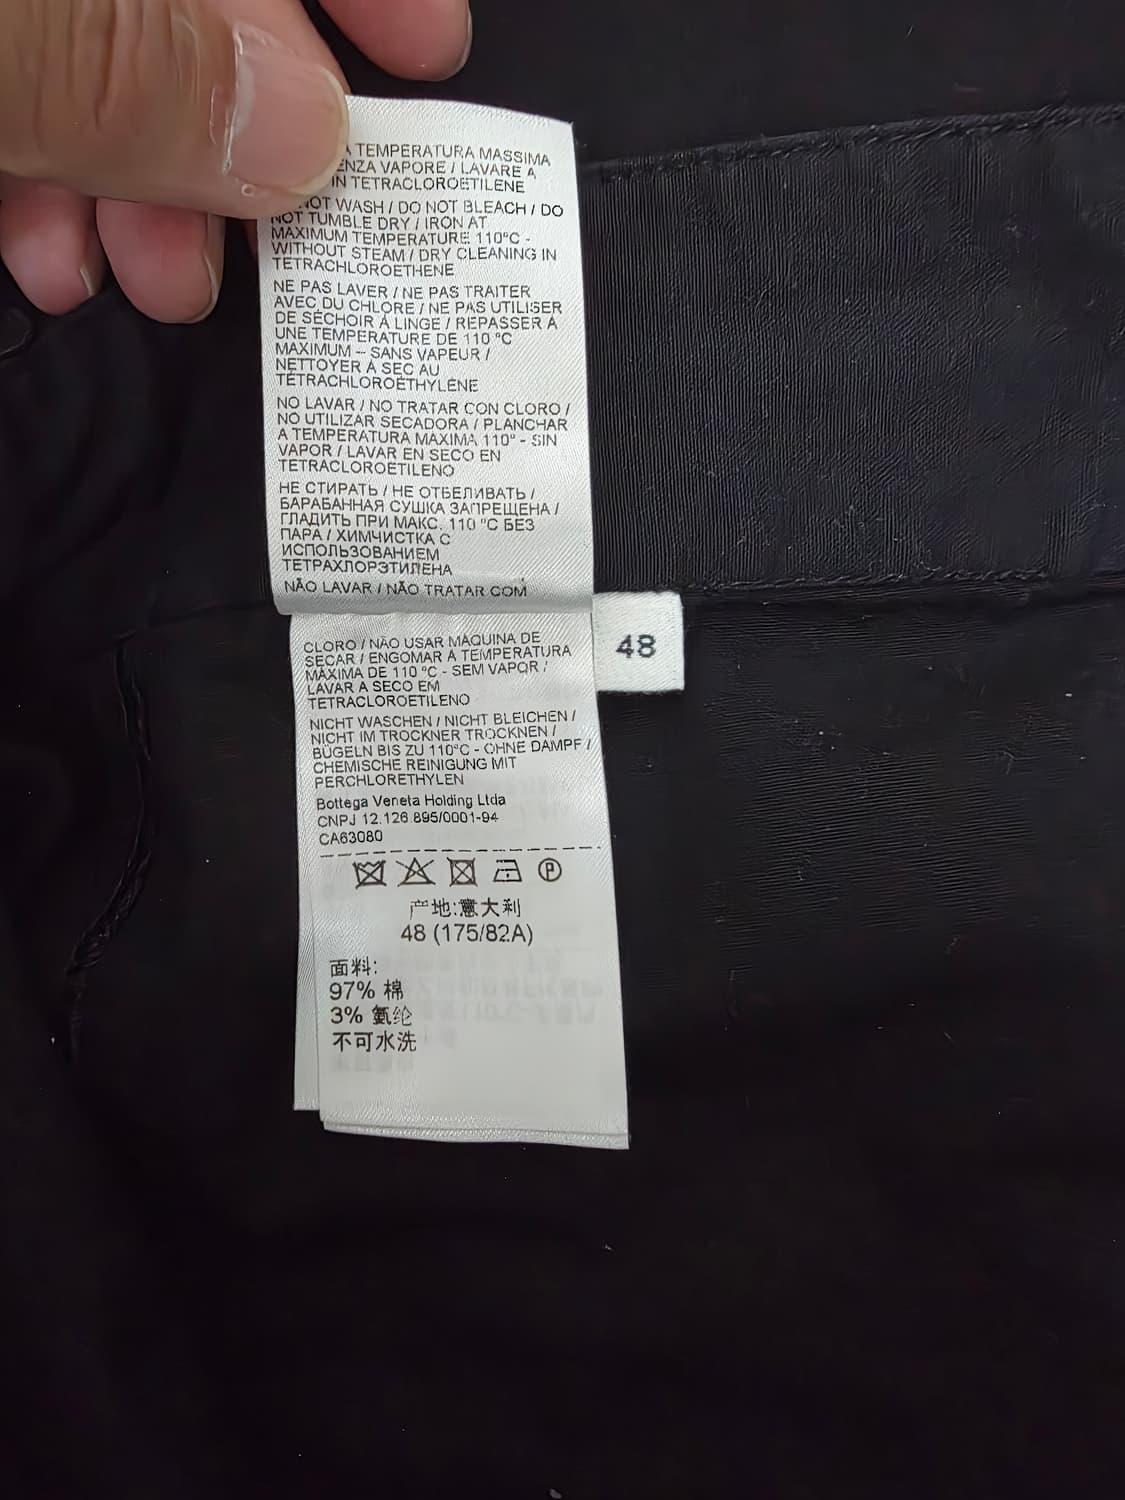 A TEMPERATURA MASSIMA
ENZA VAPORE / LAVARE A
IN TETRACLOROETILENE
NOT WASH / DO NOT BLEACH / DO
NOT TUMBLE DRY / IRON AT
MAXIMUM TEMPERATURE 110°C -
WITHOUT STEAM / DRY CLEANING IN
TETRACHLOROETHENE
NE PAS LAVER / NE PAS TRAITER
AVEC DU CHLORE / NE PAS UTILISER
DE SÉCHOIR À LINGE / REPASSER À
UNE TEMPERATURE DE 110 °C
MAXIMUM – SANS VAPEUR /
NETTOYER À SEC AU
TÉTRACHLOROÉTHYLÈNE
NO LAVAR / NO TRATAR CON CLORO /
NO UTILIZAR SECADORA / PLANCHAR
A TEMPERATURA MAXIMA 110° - SIN
VAPOR / LAVAR EN SECO EN
TETRACLOROETILENO
НЕ СТИРАТЬ / НЕ ОТБЕЛИВАТЬ /
БАРАБАННАЯ СУШКА ЗАПРЕЩЕНА /
ГЛАДИТЬ ПРИ МАКС. 110 °C БЕЗ
ПАРА / ХИМЧИСТКА С
ИСПОЛЬЗОВАНИЕМ
ТЕТРАХЛОРЭТИЛЕНА
NÃO LAVAR / NÃO TRATAR COM
CLORO / NÃO USAR MÁQUINA DE
SECAR / ENGOMAR A TEMPERATURA
MÁXIMA DE 110 °C - SEM VAPOR /
LAVAR A SECO EM
TETRACLOROETILENO
NICHT WASCHEN / NICHT BLEICHEN /
NICHT IM TROCKNER TROCKNEN /
BÜGELN BIS ZU 110°C - OHNE DAMPF /
CHEMISCHE REINIGUNG MIT
PERCHLORETHYLEN
Bottega Veneta Holding Ltda
CNPJ 12.126 895/0001-94
CA63080
P
产地:意大利
48 (175/82A)
面料:
97% 棉
3% 氨纶
不可水洗
48